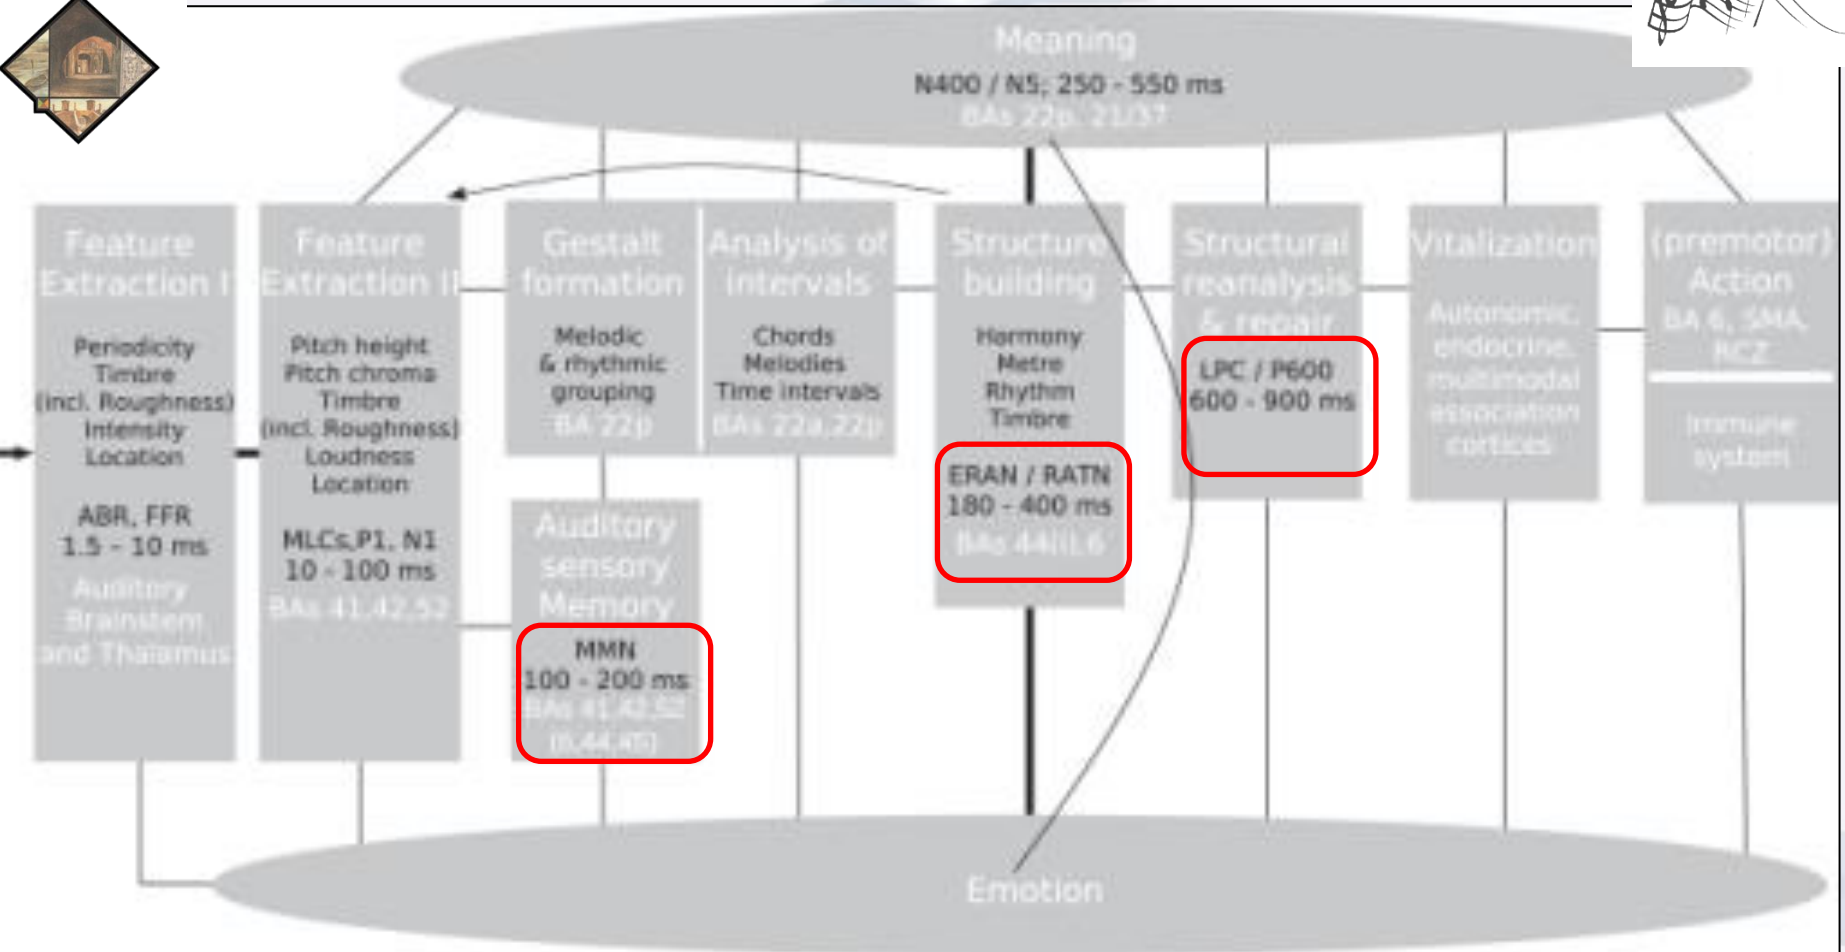 Meaning
N400 / N5; 250 - 550 ms
BAs 22p, 21/37
Feature
Extraction I
Periodicity
Timbre
(incl. Roughness)
Intensity
Location
ABR, FFR
1.5 - 10 ms
Auditory
Brainstem
and Thalamus
Feature
Extraction II
Pitch height
Pitch chroma
Timbre
(incl. Roughness)
Loudness
Location
MLCs,P1, N1
10 - 100 ms
BAs 41,42,52
Gestalt
formation
Melodic
& rhythmic
grouping
BA 22p
Analysis of
intervals
Chords
Melodies
Time intervals
BAs 22a,22p
Auditory
sensory
Memory
MMN
100 - 200 ms
BAs 41,42,52
(6,44,45)
Structure
building
Harmony
Metre
Rhythm
Timbre
ERAN / RATN
180 - 400 ms
BAs
Structural
reanalysis
& repair
LPC / P600
600 - 900 ms
Vitalization
Autonomic,
endocrine,
multimodal
association
cortices
(premotor)
Action
BA 6, SMA,
RCZ
Immune
system
Emotion